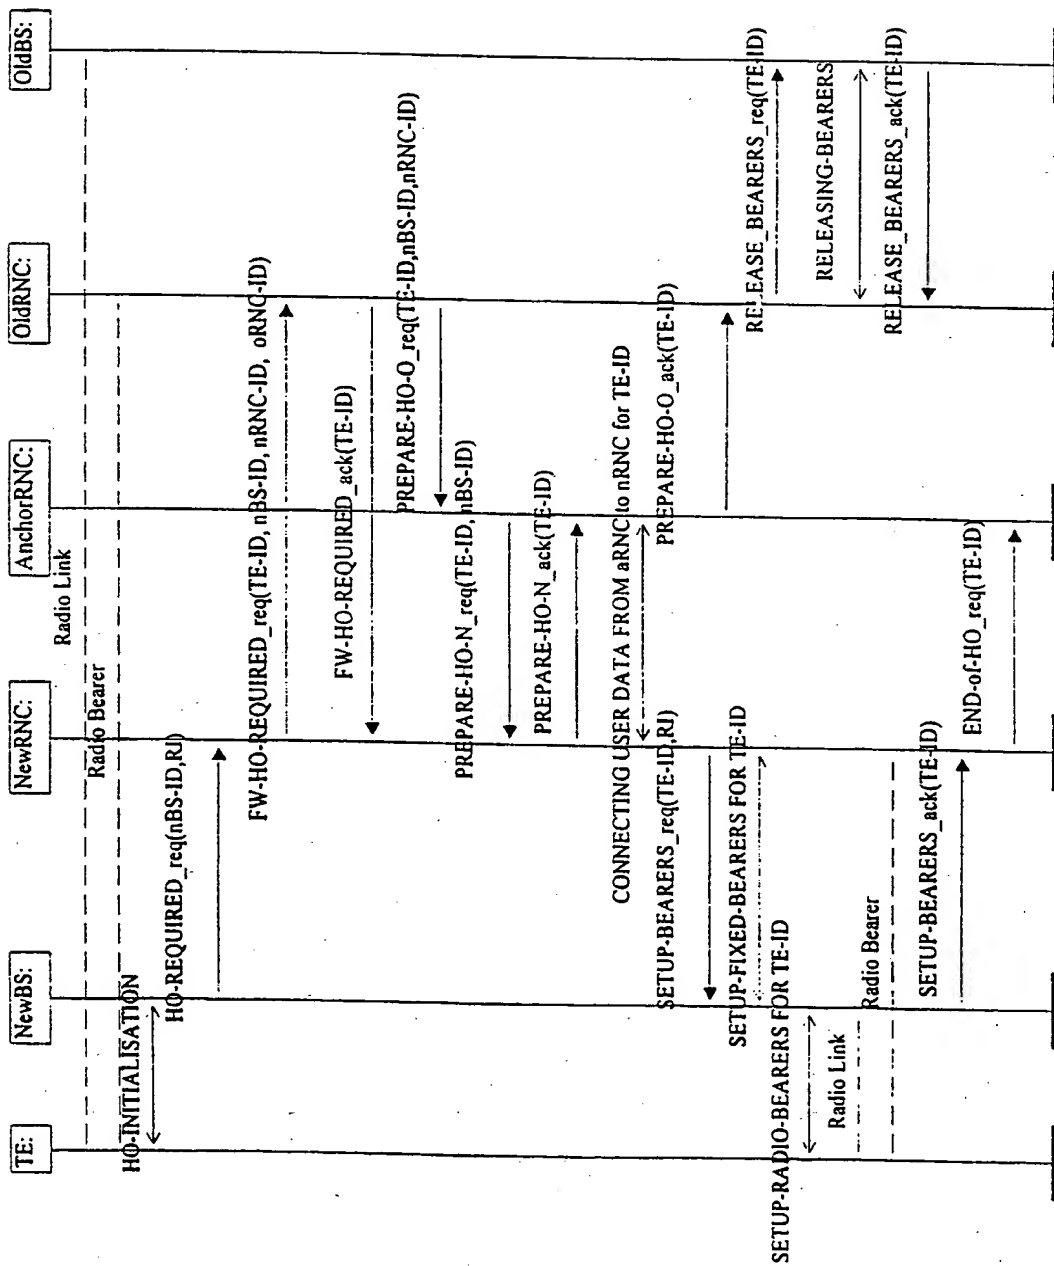 TE:
NewBS:
NewRNC:
AnchorRNC:
OldRNC:
OldBS:
Radio Link
Radio Bearer
HO-INITIALISATION
HO-REQUIRED_req(nBS-ID,RJ)
FW-HO-REQUIRED_req(TE-ID, nBS-ID, nRNC-ID, oRNC-ID)
FW-HO-REQUIRED_ack(TE-ID)
PREPARE-HO-O_req(TE-ID,nBS-ID,nRNC-ID)
PREPARE-HO-N_req(TE-ID, nBS-ID)
PREPARE-HO-N_ack(TE-ID)
CONNECTING USER DATA FROM aRNC to nRNC for TE-ID
PREPARE-HO-O_ack(TE-ID)
SETUP-BEARERS_req(TE-ID,RJ)
SETUP-FIXED-BEARERS FOR TE-ID
RELEASE_BEARERS_req(TE-ID)
SETUP-RADIO-BEARERS FOR TE-ID
RELEASING-BEARERS
Radio Link
Radio Bearer
RELEASE_BEARERS_ack(TE-ID)
SETUP-BEARERS_ack(TE-ID)
END-of-HO_req(TE-ID)